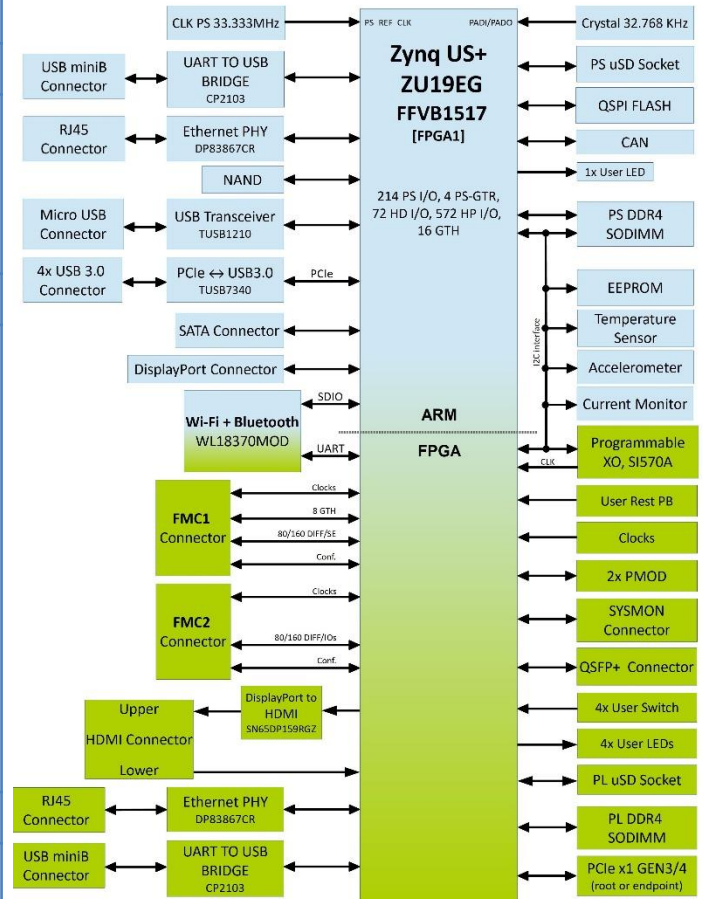 CLK PS 33.333MHz
PS REF CLK
PADI/PADO
Crystal 32.768 KHz
Zynq US+
ZU19EG
FFVB1517
[FPGA1]
214 PS I/O, 4 PS-GTR,
72 HD I/O, 572 HP I/O,
16 GTH
USB miniB
Connector
UART TO USB
BRIDGE
CP2103
RJ45
Connector
Ethernet PHY
DP83867CR
NAND
Micro USB
Connector
USB Transceiver
TUSB1210
4x USB 3.0
Connector
PCIe ↔ USB3.0
TUSB7340
PCIe
SATA Connector
DisplayPort Connector
Wi-Fi + Bluetooth
WL18370MOD
SDIO
UART
ARM
FPGA
FMC1
Connector
Clocks
8 GTH
80/160 DIFF/SE
Conf.
FMC2
Connector
Clocks
80/160 DIFF/IOs
Conf.
Upper
HDMI Connector
Lower
DisplayPort to
HDMI
SN65DP159RGZ
RJ45
Connector
Ethernet PHY
DP83867CR
USB miniB
Connector
UART TO USB
BRIDGE
CP2103
PS uSD Socket
QSPI FLASH
CAN
1x User LED
PS DDR4
SODIMM
I2C Interface
EEPROM
Temperature
Sensor
Accelerometer
Current Monitor
Programmable
XO, SI570A
CLK
User Rest PB
Clocks
2x PMOD
SYSMON
Connector
QSFP+ Connector
4x User Switch
4x User LEDs
PL uSD Socket
PL DDR4
SODIMM
PCIe x1 GEN3/4
(root or endpoint)